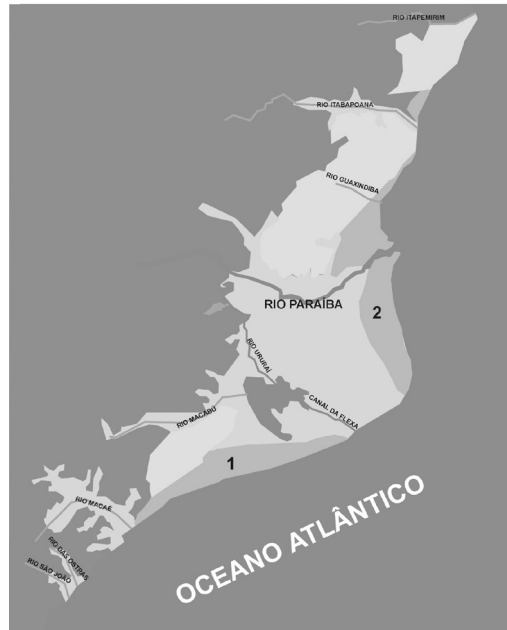 RIO ITAPEMIRIM
RIO ITABAPOANA
RIO GUAXINDIBA
RIO PARAÍBA
2
RIO URURAÍ
CANAL DA FLEXA
RIO MACABU
1
RIO MACAÉ
RIO DAS OSTRAS
RIO SÃO JOÃO
OCEANO ATLÂNTICO